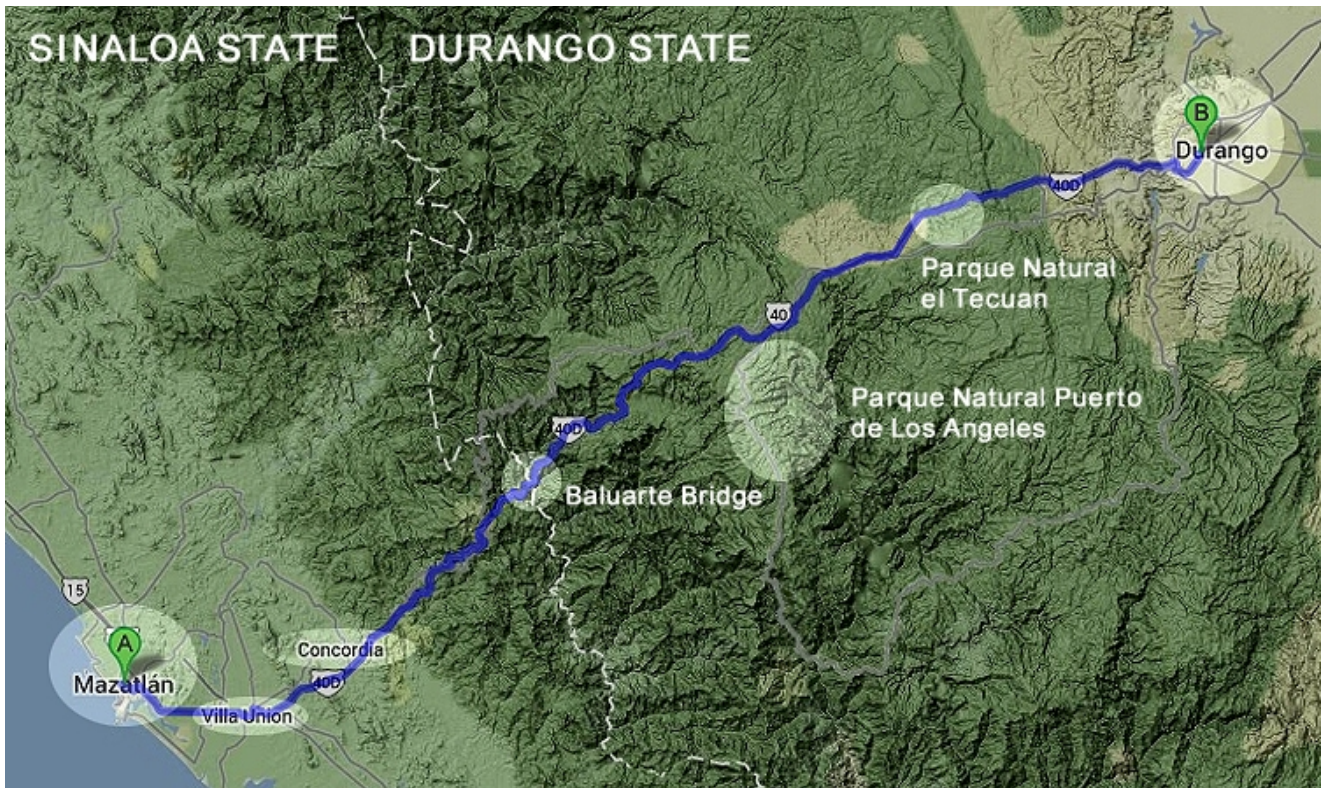 SINALOA STATE
DURANGO STATE
B
Durango
40D
Parque Natural
el Tecuan
40
Parque Natural Puerto
de Los Angeles
40D
Baluarte Bridge
15
A
Mazatlán
Concordia
40D
Villa Union